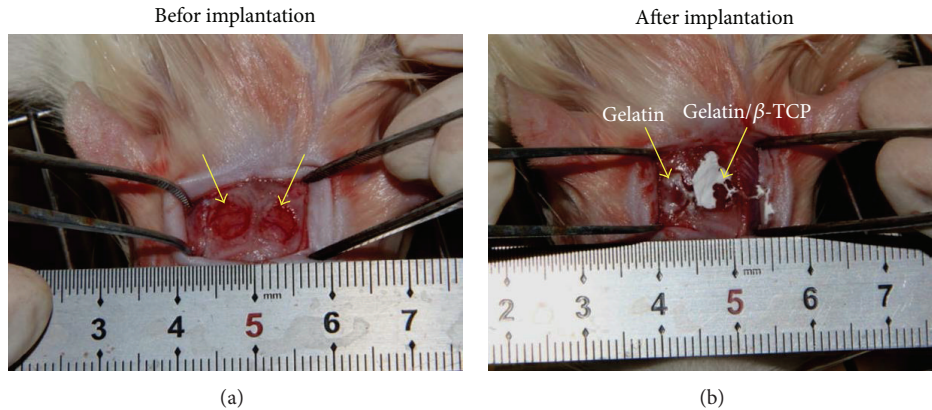 Befor implantation
After implantation
Gelatin
Gelatin/β-TCP
mm
3 4 5 6 7
mm
2 3 4 5 6 7
(a)
(b)